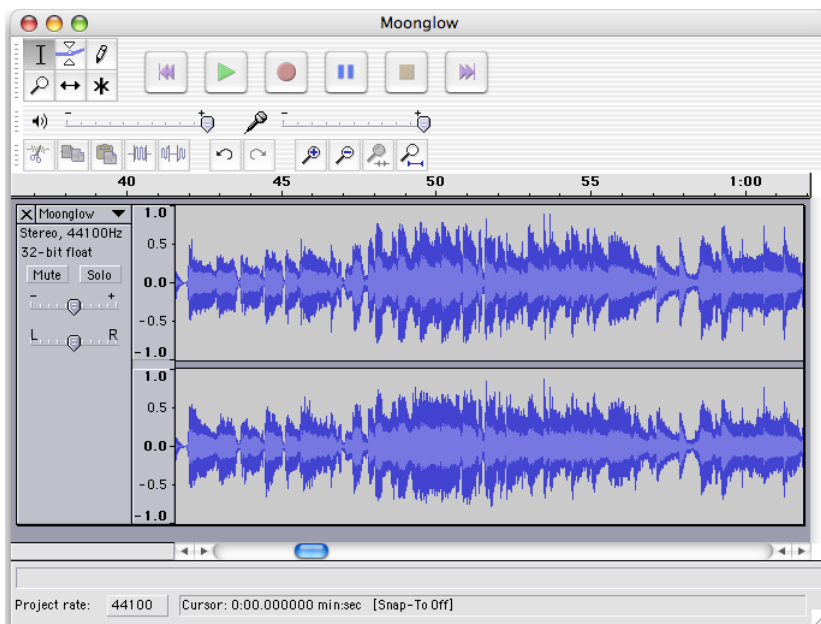 Moonglow
40 45 50 55 1:00
Moonglow
Stereo, 44100Hz
32-bit float
Mute Solo
- +
L R
1.0
0.5
0.0
-0.5
-1.0
1.0
0.5
0.0
-0.5
-1.0
Project rate: 44100 Cursor: 0:00.000000 min:sec [Snap-To Off]